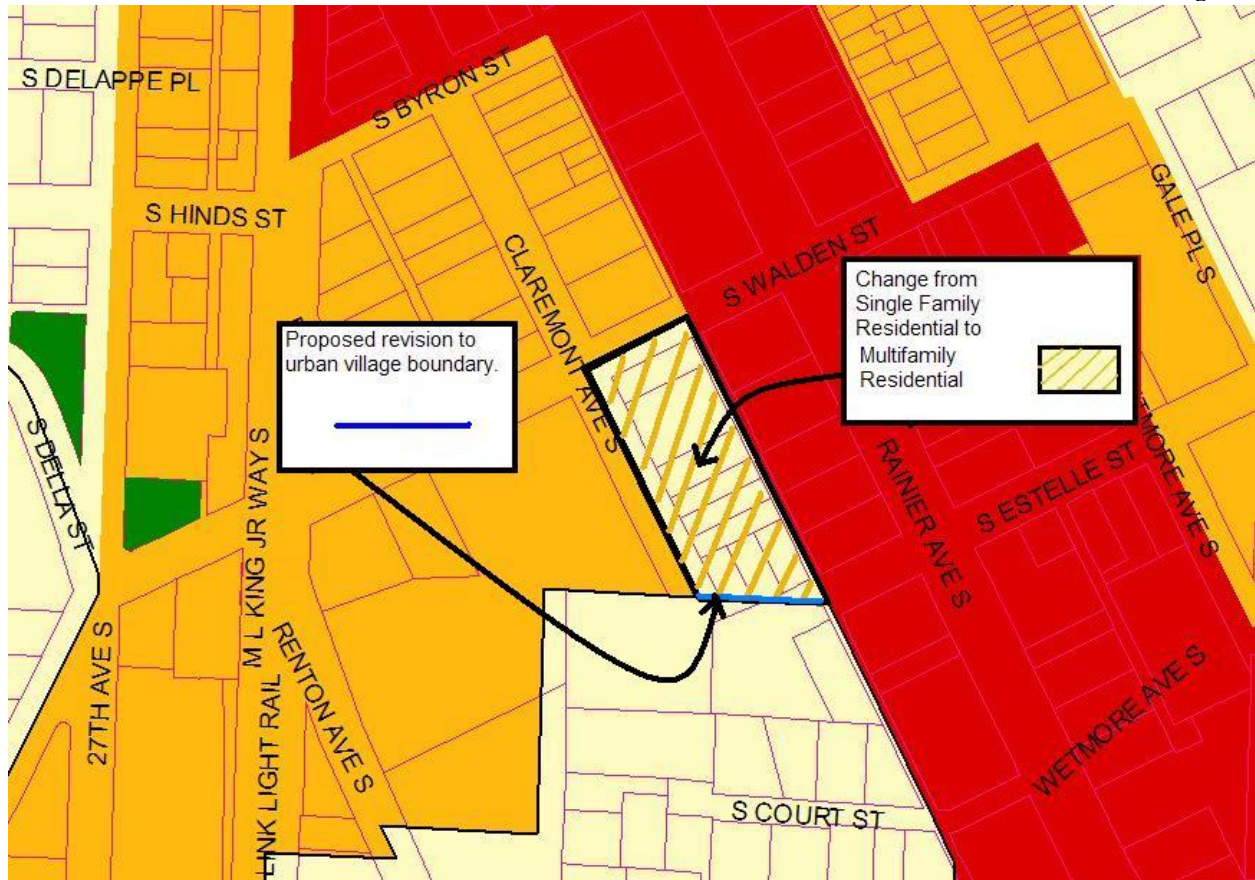 S DELAPPE PL
S BYRON ST
S HINDS ST
GALE PL S
S WALDEN ST
CLAREMONT AVE S
Change from
Single Family
Residential to
Multifamily
Residential
Proposed revision to
urban village boundary.
S DELLA ST
M L KING JR WAY S
RAINIER AVE S
S ESTELLE ST
TMORE AVE S
27TH AVE S
LINK LIGHT RAIL
RENTON AVE S
WETMORE AVE S
S COURT ST